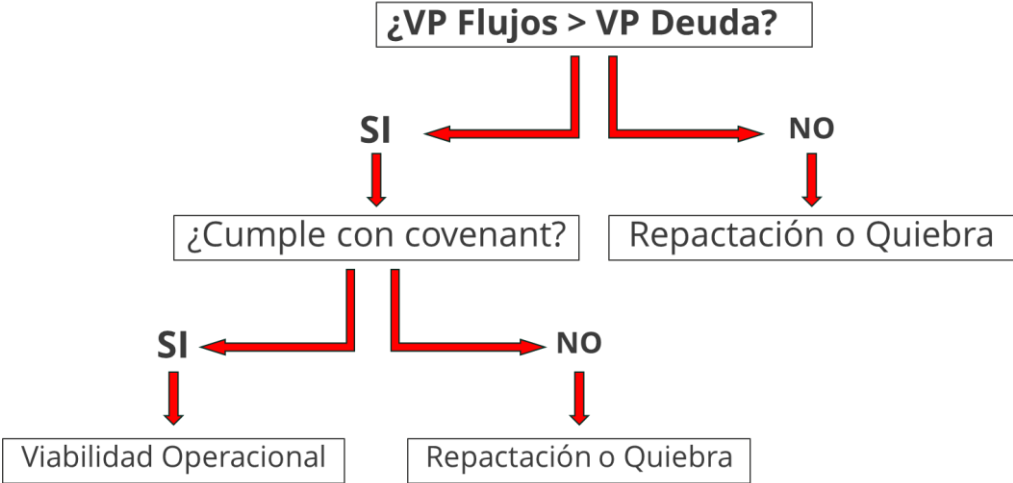 ¿VP Flujos > VP Deuda?
SI
NO
¿Cumple con covenant?
Repactación o Quiebra
SI
NO
Viabilidad Operacional
Repactación o Quiebra